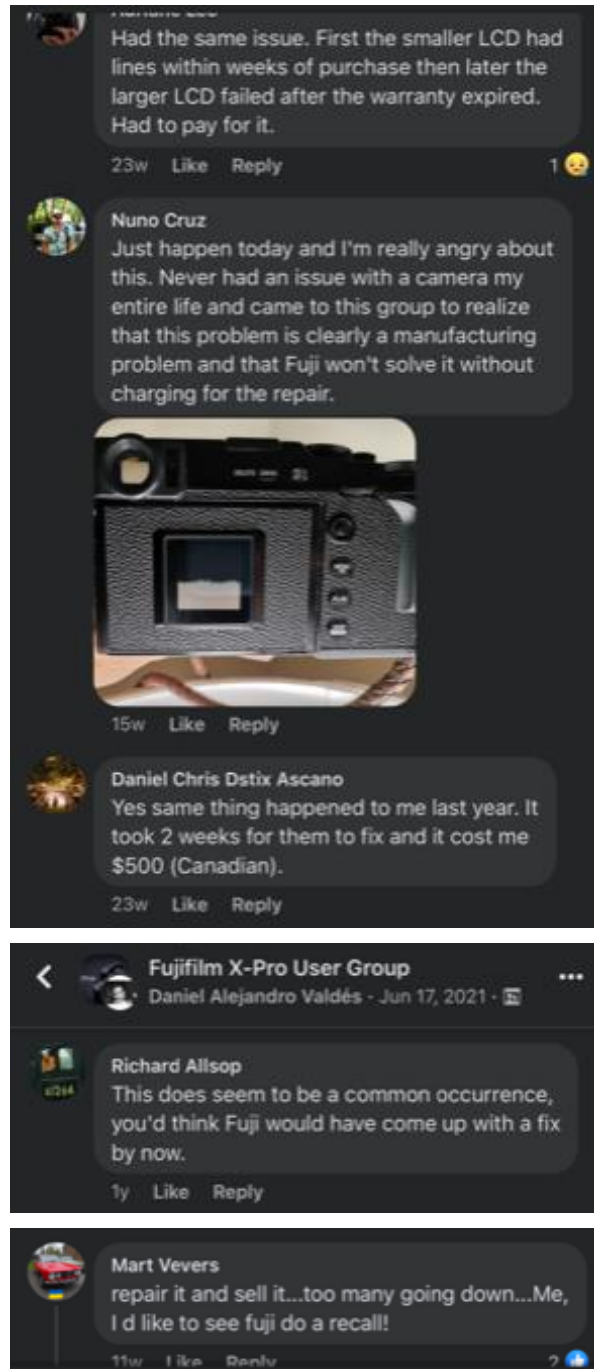 Had the same issue. First the smaller LCD had
lines within weeks of purchase then later the
larger LCD failed after the warranty expired.
Had to pay for it.
23w Like Reply
1
Nuno Cruz
Just happen today and I'm really angry about
this. Never had an issue with a camera my
entire life and came to this group to realize
that this problem is clearly a manufacturing
problem and that Fuji won't solve it without
charging for the repair.
15w Like Reply
Daniel Chris Dstix Ascano
Yes same thing happened to me last year. It
took 2 weeks for them to fix and it cost me
$500 (Canadian).
23w Like Reply
Fujifilm X-Pro User Group
Daniel Alejandro Valdés · Jun 17, 2021 ·
Richard Allsop
This does seem to be a common occurrence,
you'd think Fuji would have come up with a fix
by now.
1y Like Reply
Mart Vevers
repair it and sell it...too many going down...Me,
I d like to see fuji do a recall!
11w Like Reply
2